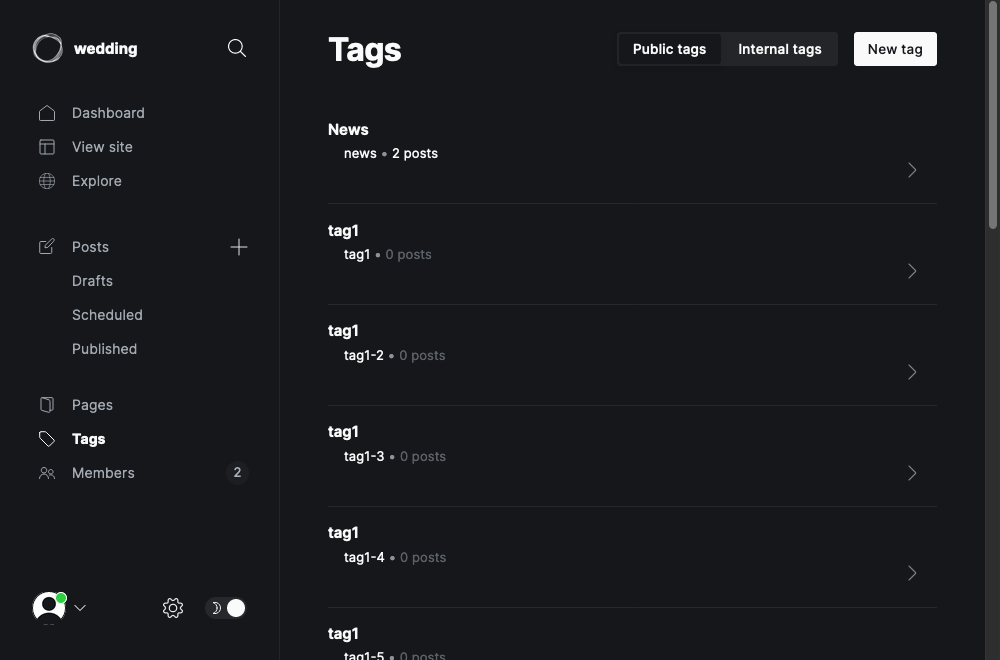 wedding
Dashboard
View site
Explore
Posts
Drafts
Scheduled
Published
Pages
Tags
Members 2
Tags
Public tags Internal tags New tag
News
news • 2 posts
tag1
tag1 • 0 posts
tag1
tag1-2 • 0 posts
tag1
tag1-3 • 0 posts
tag1
tag1-4 • 0 posts
tag1
tag1-5 • 0 posts